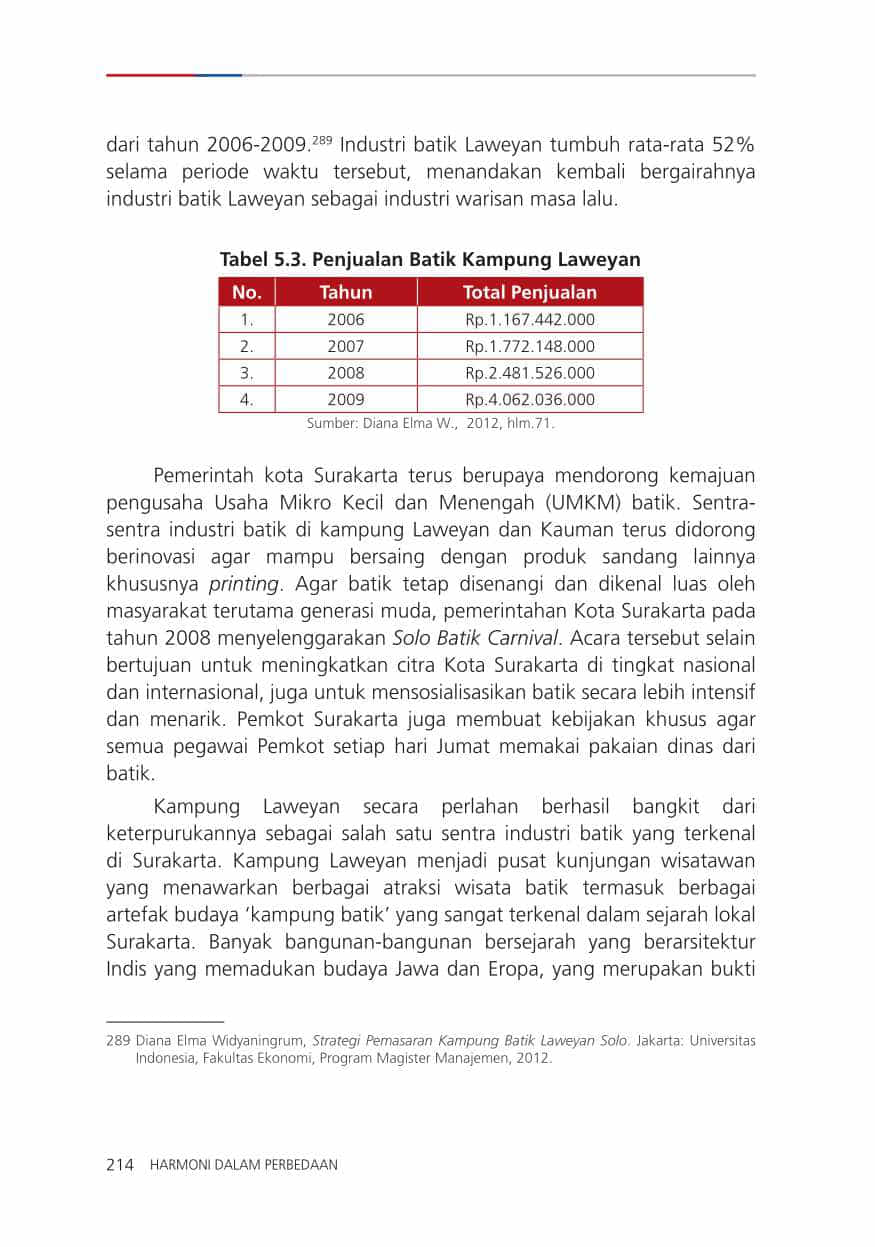 dari tahun 2006-2009.289 Industri batik Laweyan tumbuh rata-rata 52%
selama periode waktu tersebut, menandakan kembali bergairahnya
industri batik Laweyan sebagai industri warisan masa lalu.
Tabel 5.3. Penjualan Batik Kampung Laweyan
No. Tahun Total Penjualan
1. 2006 Rp.1.167.442.000
2. 2007 Rp.1.772.148.000
3. 2008 Rp.2.481.526.000
4. 2009 Rp.4.062.036.000
Sumber: Diana Elma W., 2012, hlm.71.
Pemerintah kota Surakarta terus berupaya mendorong kemajuan
pengusaha Usaha Mikro Kecil dan Menengah (UMKM) batik. Sentra-
sentra industri batik di kampung Laweyan dan Kauman terus didorong
berinovasi agar mampu bersaing dengan produk sandang lainnya
khususnya printing. Agar batik tetap disenangi dan dikenal luas oleh
masyarakat terutama generasi muda, pemerintahan Kota Surakarta pada
tahun 2008 menyelenggarakan Solo Batik Carnival. Acara tersebut selain
bertujuan untuk meningkatkan citra Kota Surakarta di tingkat nasional
dan internasional, juga untuk mensosialisasikan batik secara lebih intensif
dan menarik. Pemkot Surakarta juga membuat kebijakan khusus agar
semua pegawai Pemkot setiap hari Jumat memakai pakaian dinas dari
batik.
Kampung Laweyan secara perlahan berhasil bangkit dari
keterpurukannya sebagai salah satu sentra industri batik yang terkenal
di Surakarta. Kampung Laweyan menjadi pusat kunjungan wisatawan
yang menawarkan berbagai atraksi wisata batik termasuk berbagai
artefak budaya ‘kampung batik’ yang sangat terkenal dalam sejarah lokal
Surakarta. Banyak bangunan-bangunan bersejarah yang berarsitektur
Indis yang memadukan budaya Jawa dan Eropa, yang merupakan bukti
289 Diana Elma Widyaningrum, Strategi Pemasaran Kampung Batik Laweyan Solo. Jakarta: Universitas
Indonesia, Fakultas Ekonomi, Program Magister Manajemen, 2012.
214 HARMONI DALAM PERBEDAAN